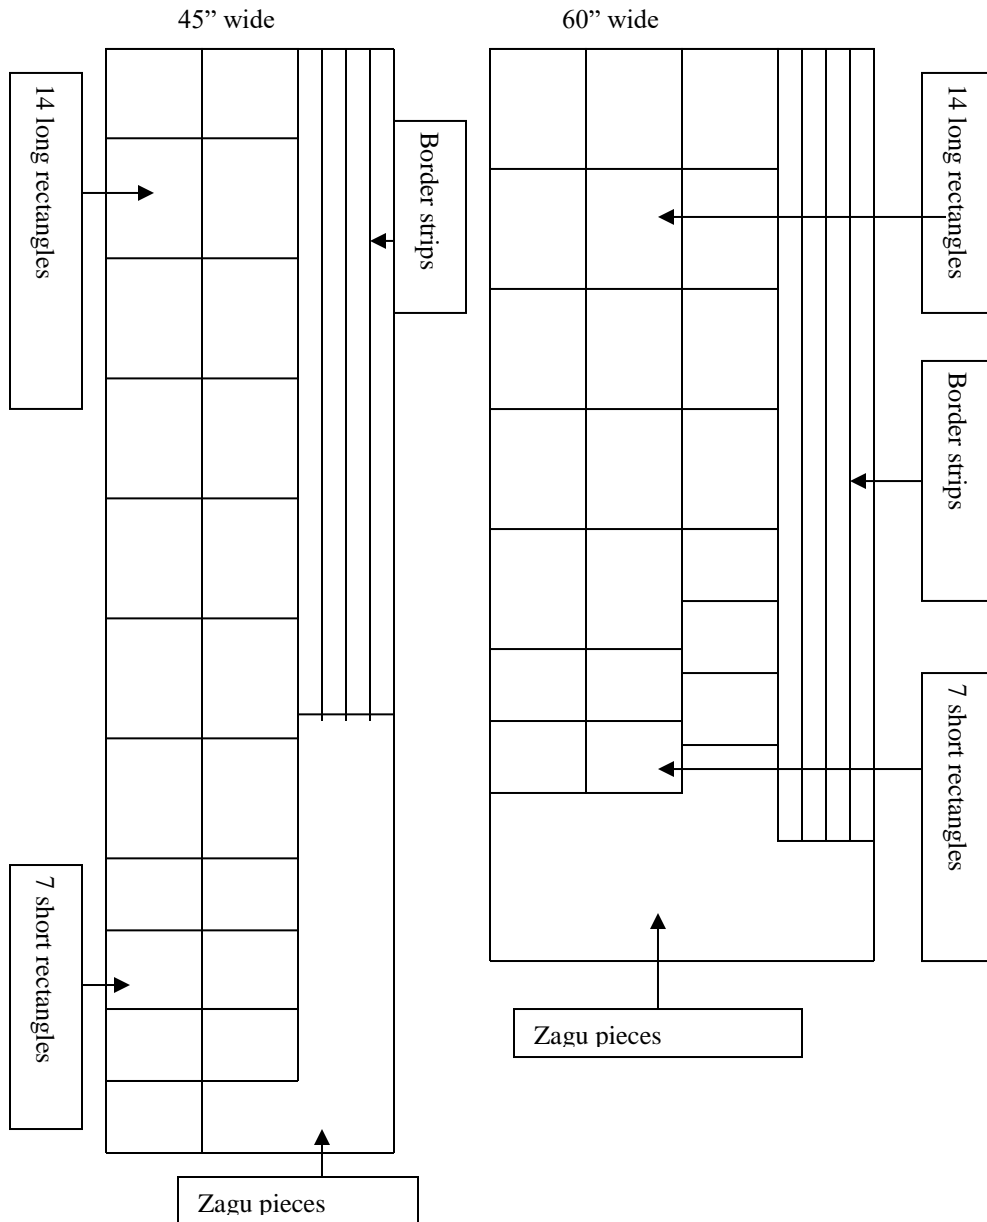 45” wide
60” wide
14 long rectangles
Border strips
14 long rectangles
Border strips
7 short rectangles
7 short rectangles
Zagu pieces
Zagu pieces